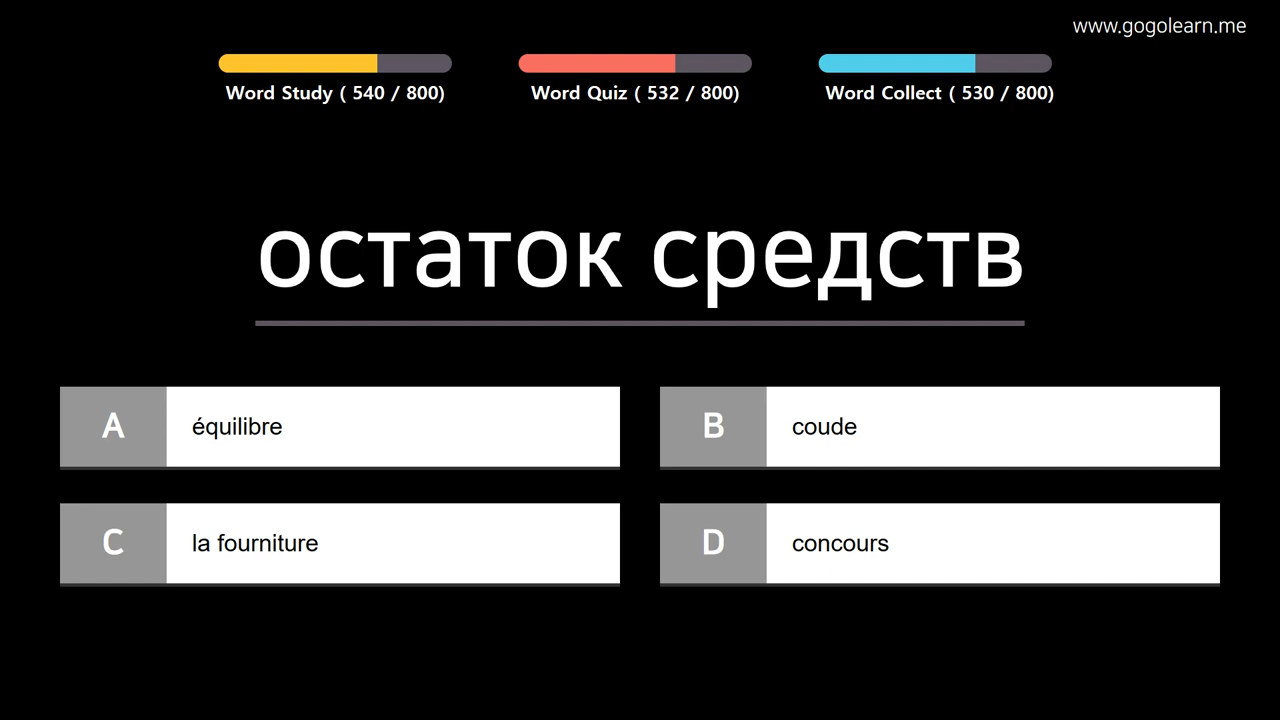 www.gogolearn.me
Word Study ( 540 / 800)
Word Quiz ( 532 / 800)
Word Collect ( 530 / 800)
остаток средств
A équilibre
B coude
C la fourniture
D concours